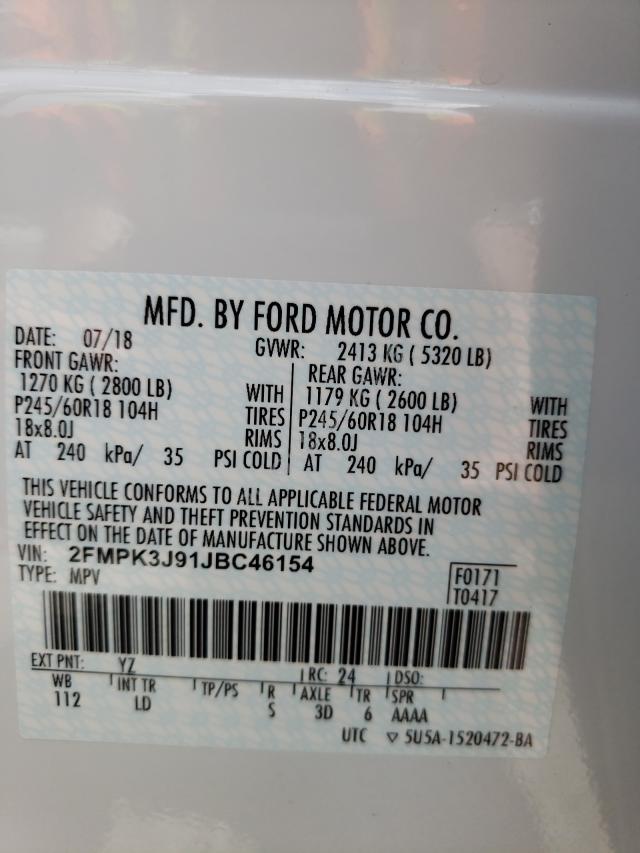 MFD. BY FORD MOTOR CO.
DATE: 07/18 GVWR: 2413 KG ( 5320 LB)
FRONT GAWR: REAR GAWR:
1270 KG ( 2800 LB) WITH 1179 KG ( 2600 LB) WITH
P245/60R18 104H TIRES P245/60R18 104H TIRES
18x8.0J RIMS 18x8.0J RIMS
AT 240 kPa/ 35 PSI COLD AT 240 kPa/ 35 PSI COLD
THIS VEHICLE CONFORMS TO ALL APPLICABLE FEDERAL MOTOR
VEHICLE SAFETY AND THEFT PREVENTION STANDARDS IN
EFFECT ON THE DATE OF MANUFACTURE SHOWN ABOVE.
VIN: 2FMPK3J91JBC46154
TYPE: MPV F0171
T0417
EXT PNT: YZ RC: 24 DSO:
WB INT TR TP/PS R AXLE TR SPR
112 LD S 3D 6 AAAA
UTC ▽ 5U5A-1520472-BA